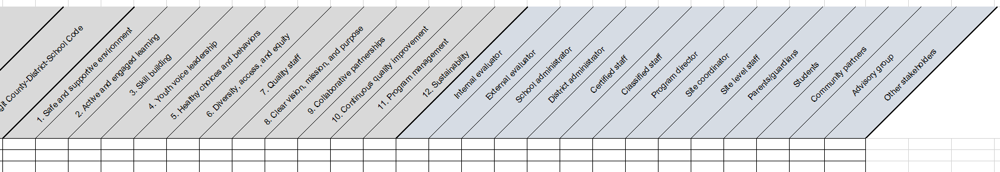 git County-District-School Code
1. Safe and supportive environment
2. Active and engaged learning
3. Skill building
4. Youth voice leadership
5. Healthy choices and behaviors
6. Diversity, access, and equity
7. Quality staff
8. Clear vision, mission, and purpose
9. Collaborative partnerships
10. Continuous quality improvement
11. Program management
12. Sustainability
Internal evaluator
External evaluator
School administrator
District administrator
Certified staff
Classified staff
Program director
Site coordinator
Site level staff
Parents/guardians
Students
Community partners
Advisory group
Other stakeholders